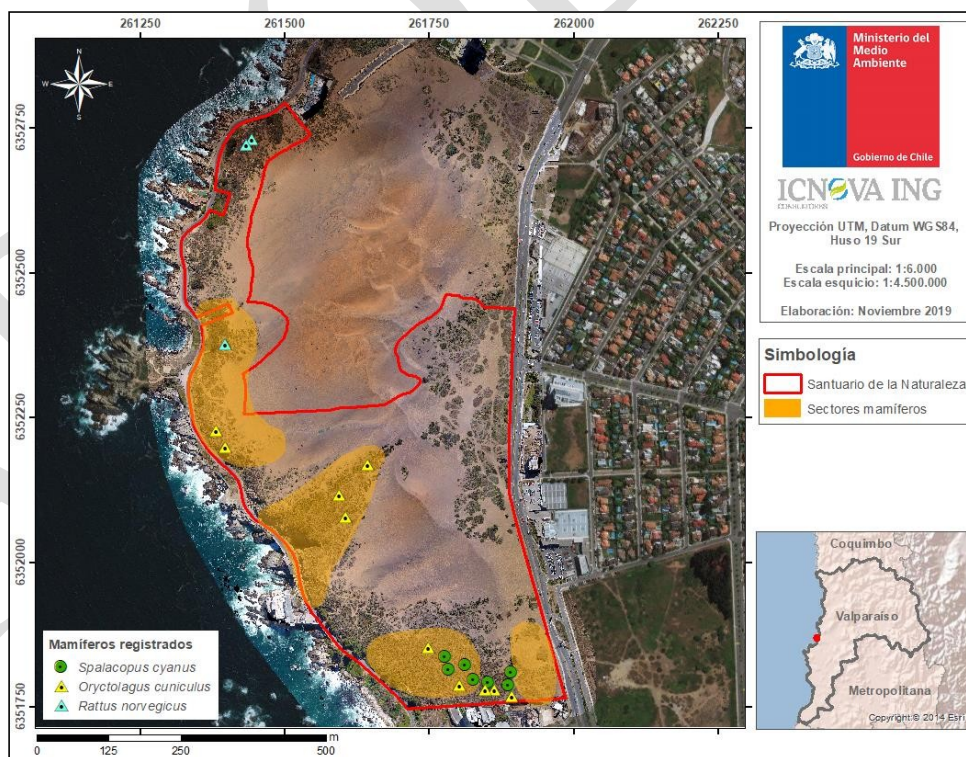 261250 261500 261750 262000 262250
6352750
6352500
6352250
6352000
6351750
N
W E
S
Ministerio del
Medio
Ambiente
Gobierno de Chile
ICNOVA ING
CONSULTORES
Proyección UTM, Datum WGS84,
Huso 19 Sur
Escala principal: 1:6.000
Escala esquicio: 1:4.500.000
Elaboración: Noviembre 2019
Simbología
Santuario de la Naturaleza
Sectores mamíferos
Mamíferos registrados
Spalacopus cyanus
Oryctolagus cuniculus
Rattus norvegicus
m
0 125 250 500
Coquimbo
Valparaíso
Metropolitana
Copyright:© 2014 Esri